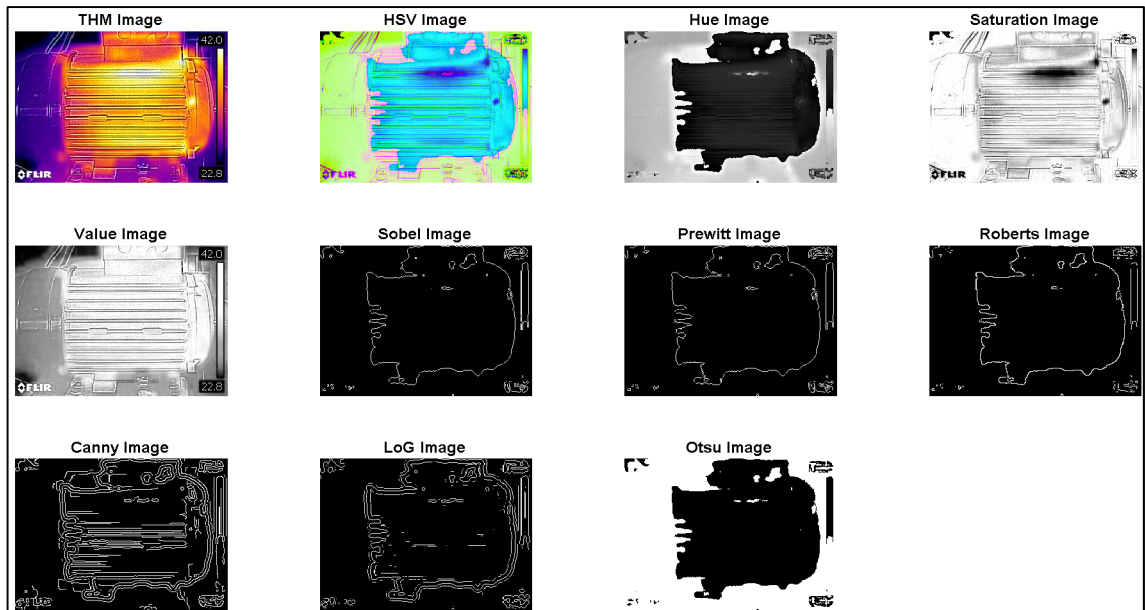 THM Image
HSV Image
Hue Image
Saturation Image
42.0
FLIR
22.8
FLIR
Value Image
Sobel Image
Prewitt Image
Roberts Image
42.0
FLIR
22.8
Canny Image
LoG Image
Otsu Image